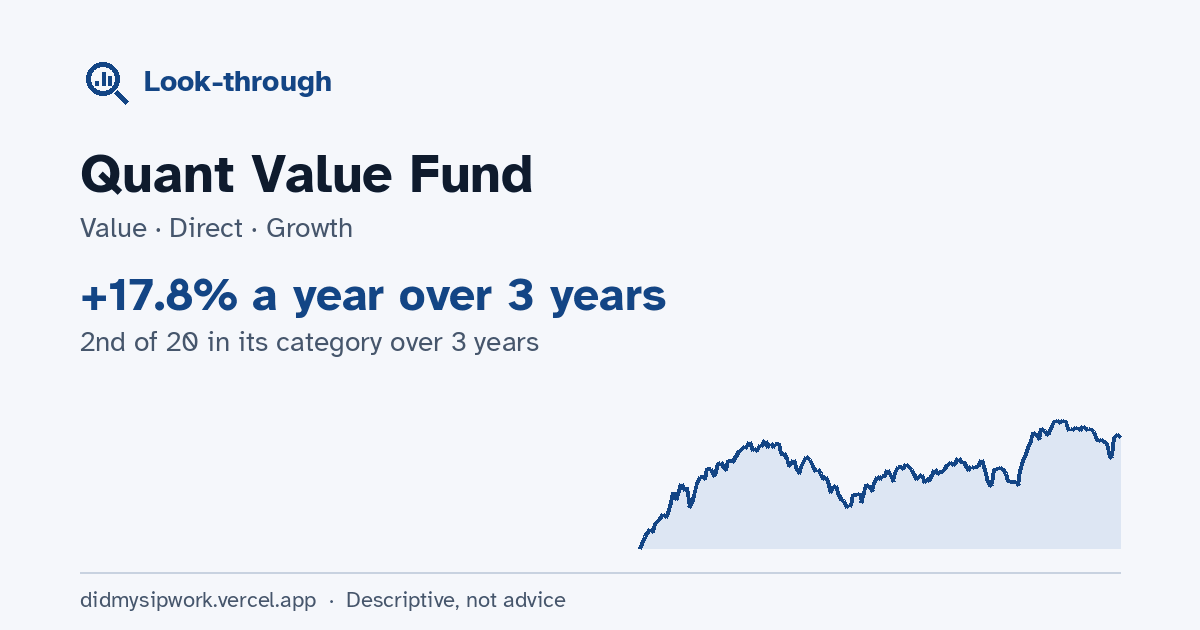 Look-through
Quant Value Fund
Value · Direct · Growth
+17.8% a year over 3 years
2nd of 20 in its category over 3 years
didmysipwork.vercel.app · Descriptive, not advice